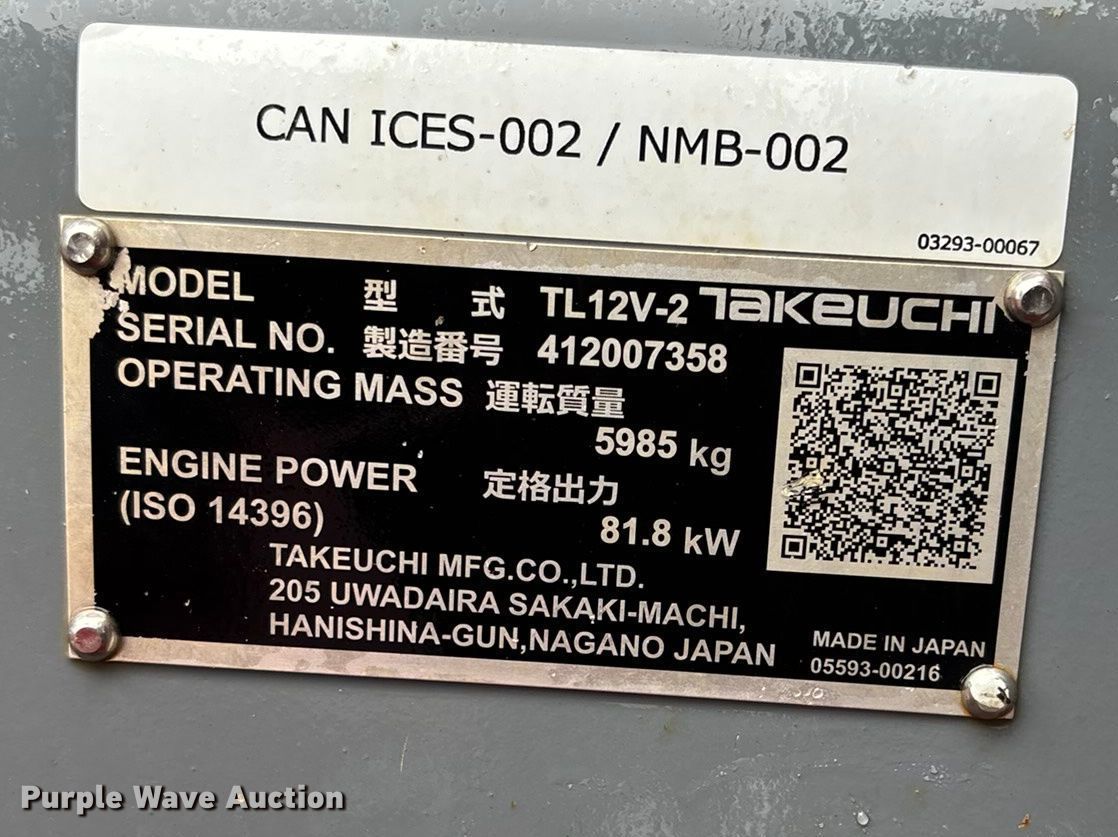 CAN ICES-002 / NMB-002
03293-00067
MODEL 型 式 TL12V-2 TAKEUCHI
SERIAL NO. 製造番号 412007358
OPERATING MASS 運転質量
5985 kg
ENGINE POWER 定格出力
(ISO 14396) 81.8 kW
TAKEUCHI MFG.CO.,LTD.
205 UWADAIRA SAKAKI-MACHI,
HANISHINA-GUN,NAGANO JAPAN
MADE IN JAPAN
05593-00216
Purple Wave Auction